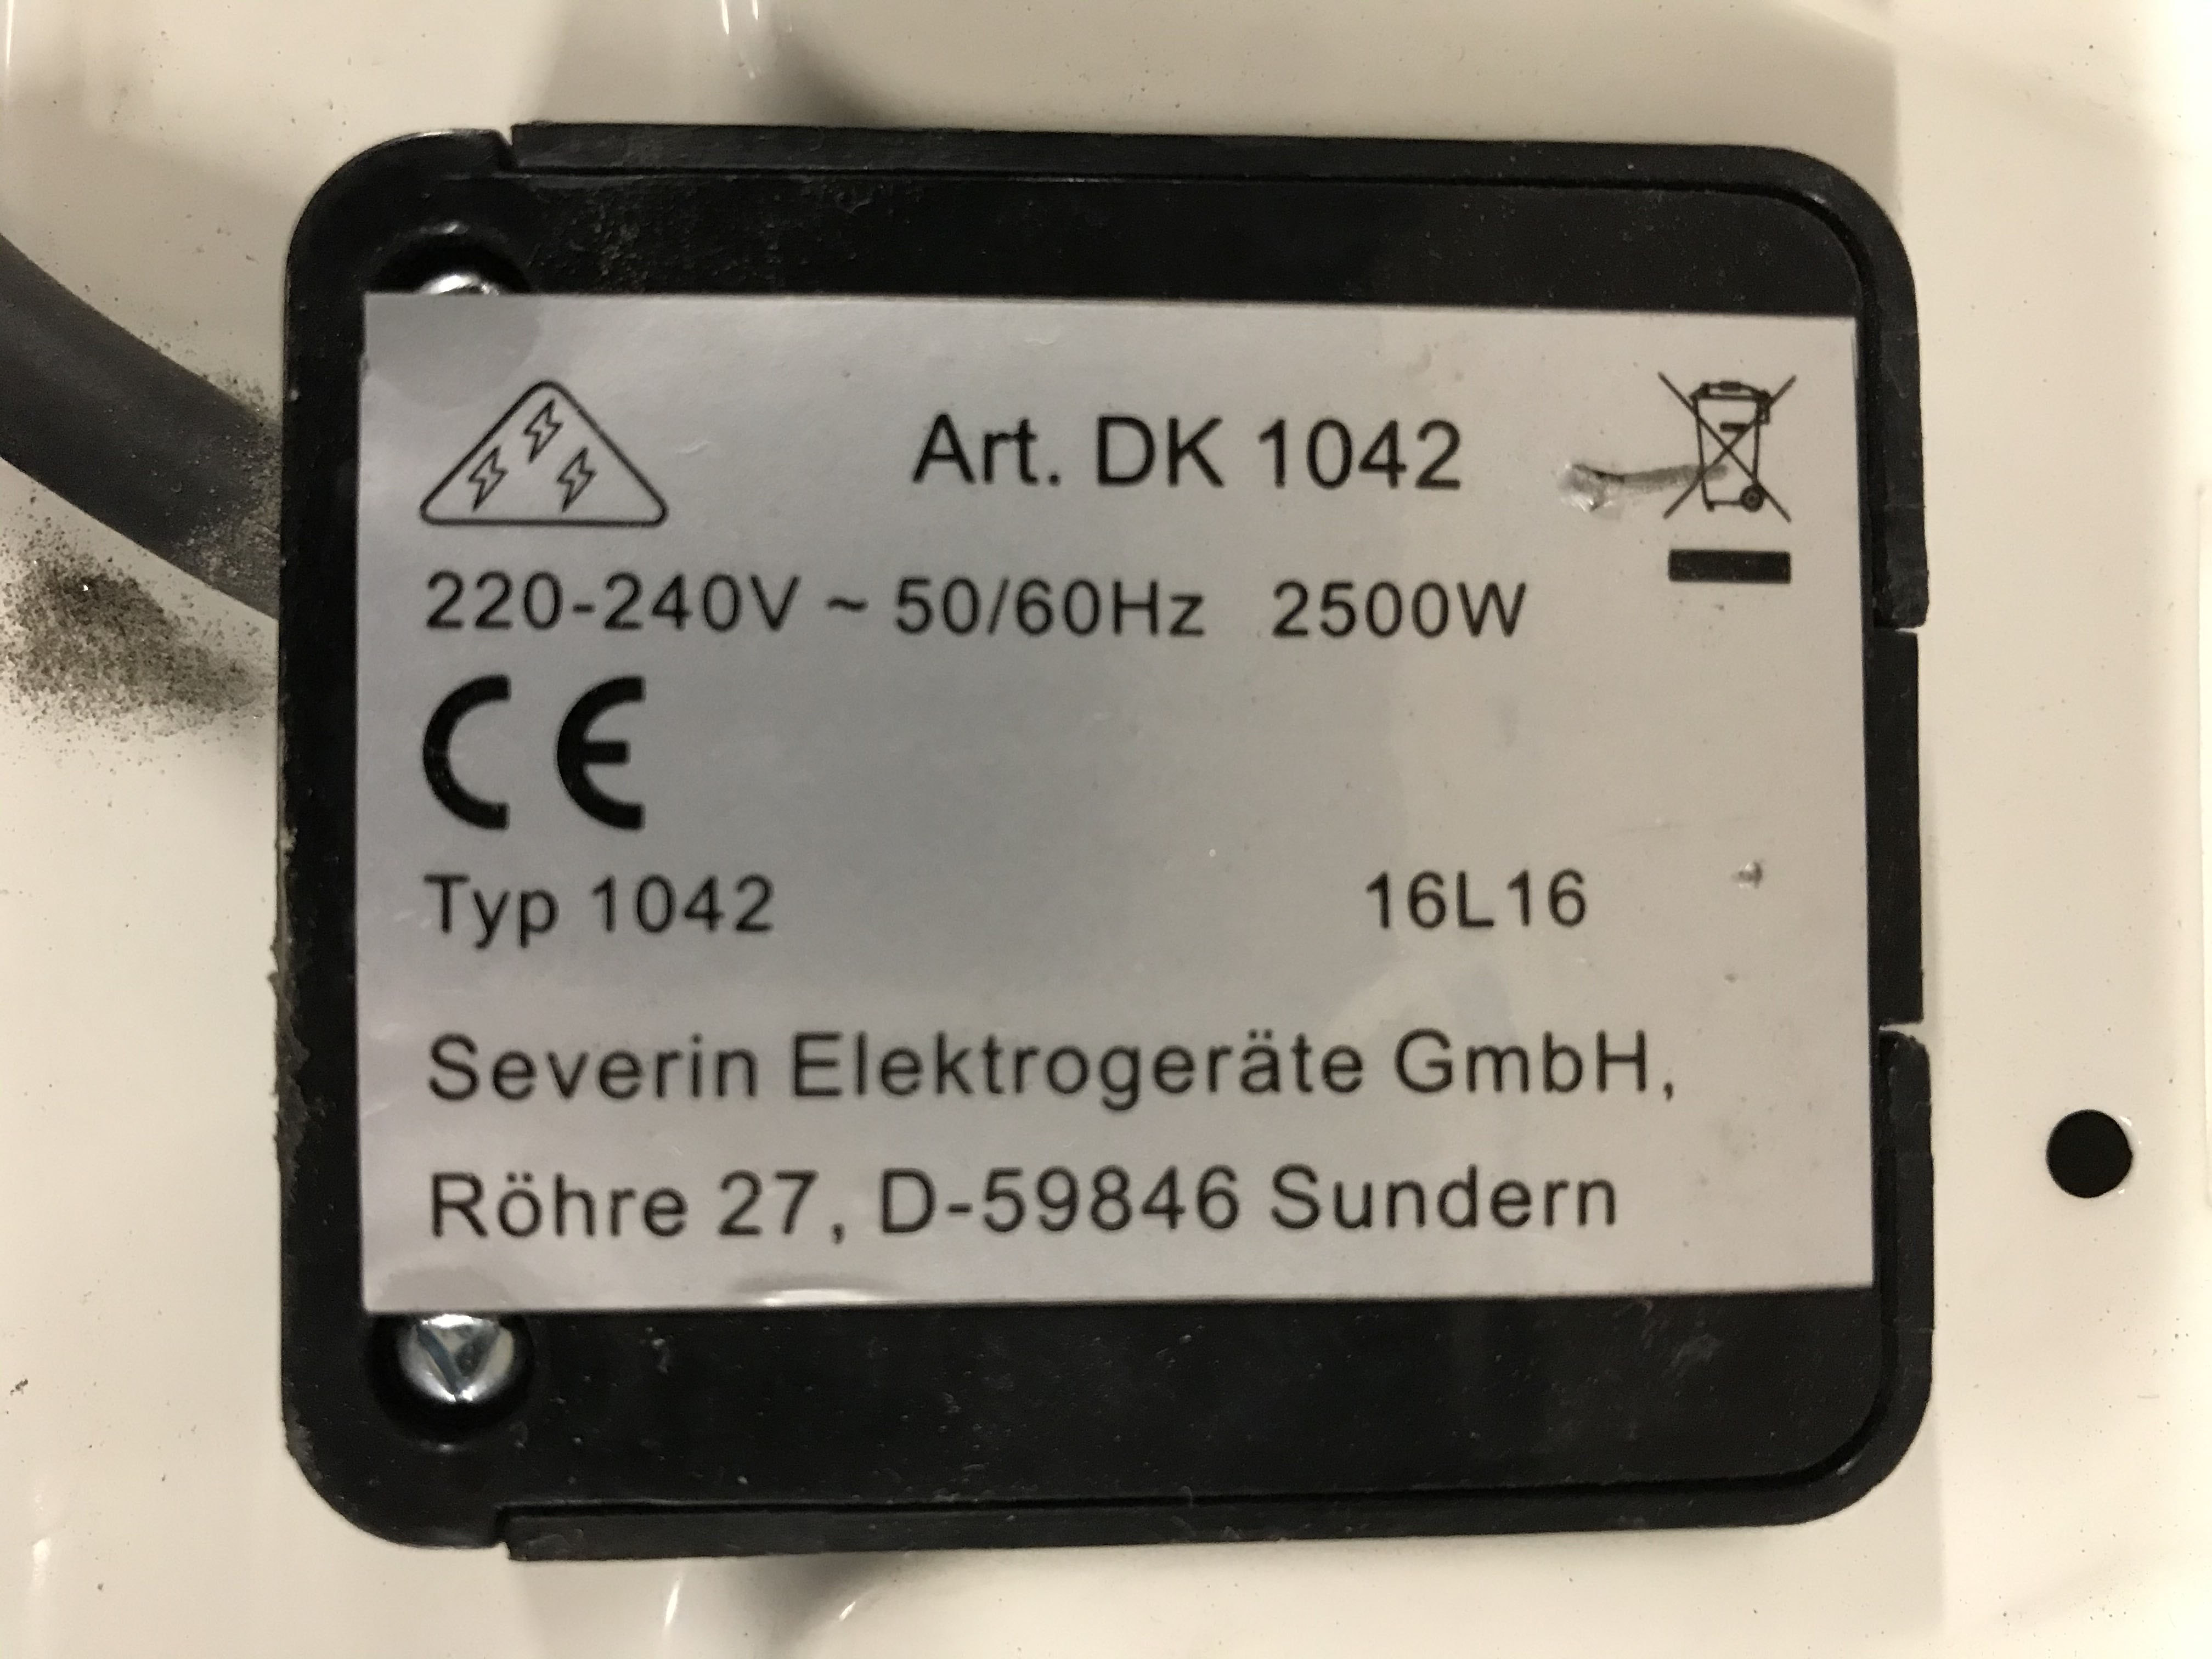 Art. DK 1042
220-240V ~ 50/60Hz 2500W
CE
Typ 1042 16L16
Severin Elektrogeräte GmbH,
Röhre 27, D-59846 Sundern